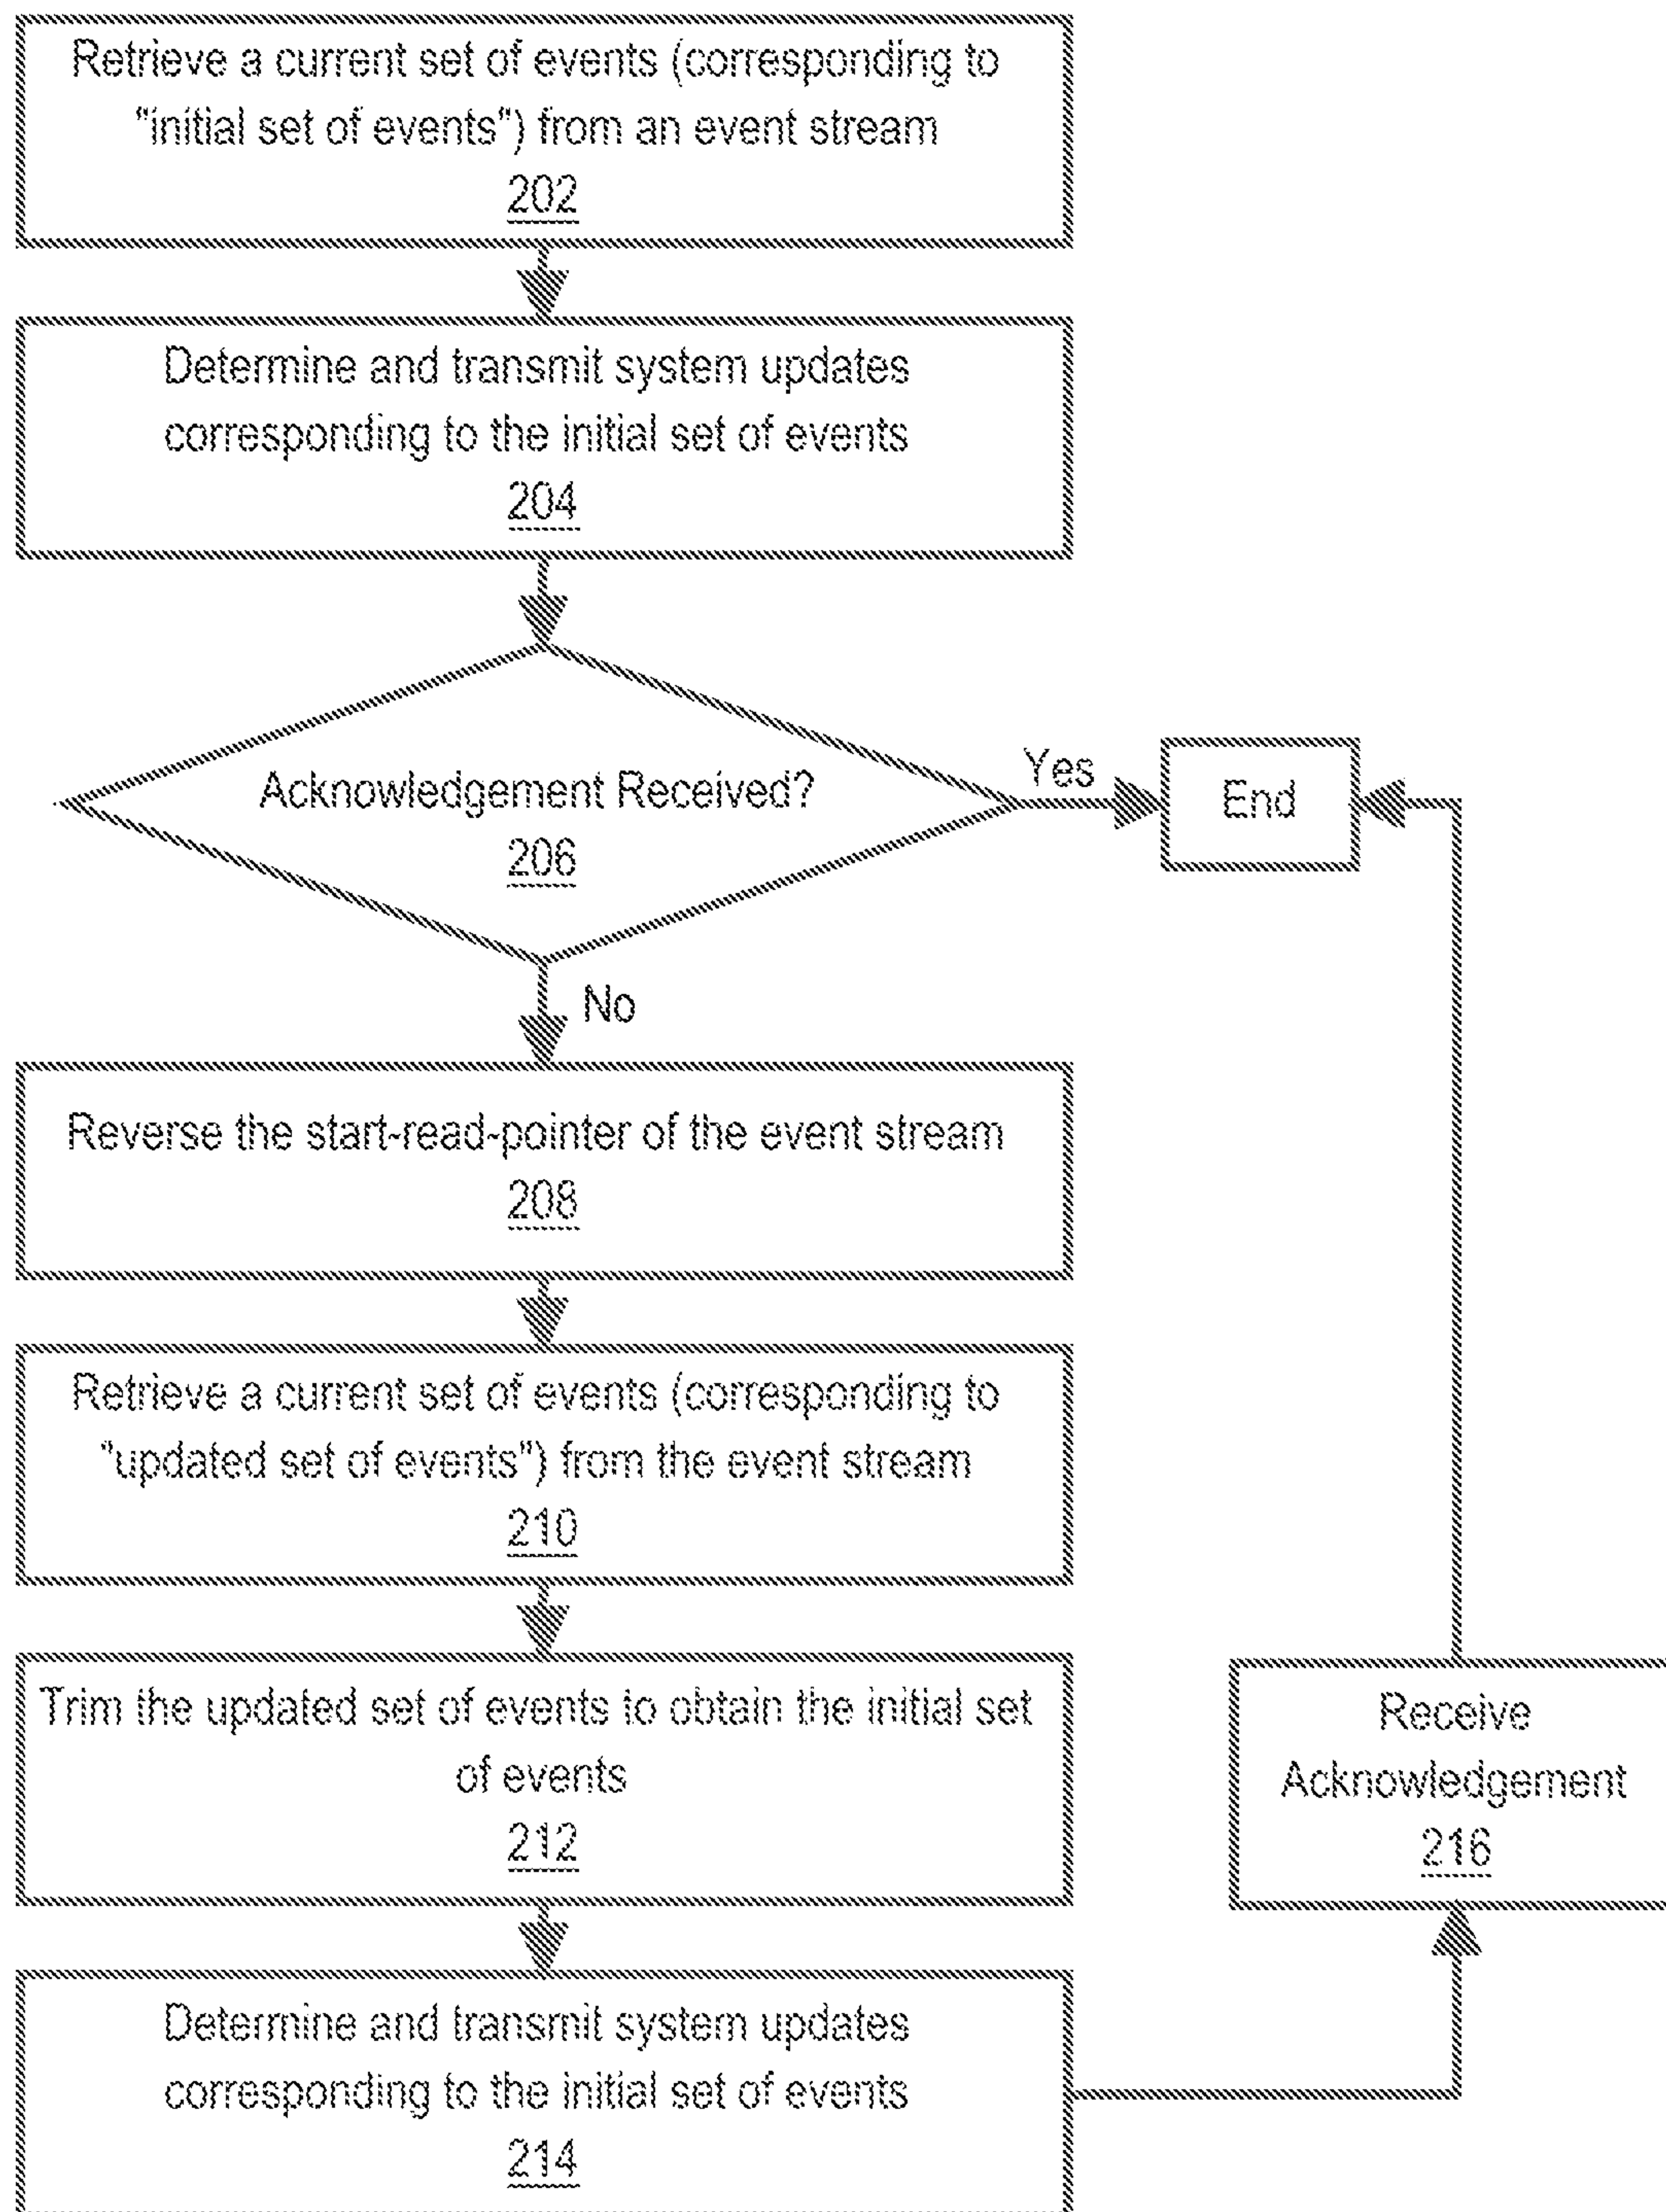 Retrieve a current set of events (corresponding to
"initial set of events") from an event stream
202
Determine and transmit system updates
corresponding to the initial set of events
204
Acknowledgement Received?
206
Yes
End
No
Reverse the start-read-pointer of the event stream
208
Retrieve a current set of events (corresponding to
"updated set of events") from the event stream
210
Trim the updated set of events to obtain the initial set
of events
212
Receive
Acknowledgement
216
Determine and transmit system updates
corresponding to the initial set of events
214